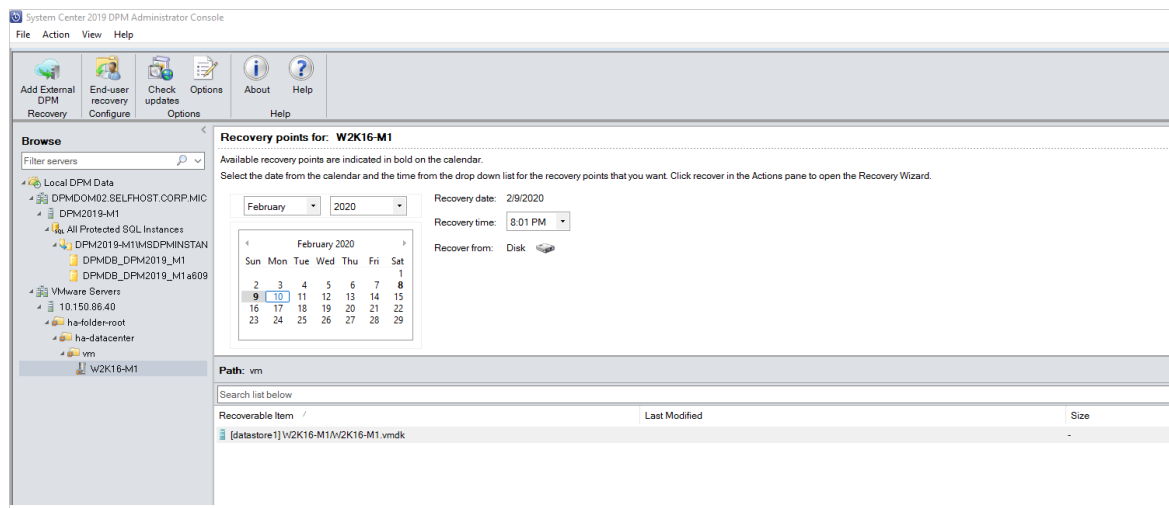 System Center 2019 DPM Administrator Console
File Action View Help
Add External DPM
End-user recovery
Check updates
Options
About
Help
Recovery
Configure
Options
Help
Browse
Filter servers
Local DPM Data
DPMDOM02.SELFHOST.CORP.MIC
DPM2019-M1
All Protected SQL Instances
DPM2019-M1\MSDPMINSTAN
DPMDB_DPM2019_M1
DPMDB_DPM2019_M1a609
VMware Servers
10.150.86.40
ha-folder-root
ha-datacenter
vm
W2K16-M1
Recovery points for: W2K16-M1
Available recovery points are indicated in bold on the calendar.
Select the date from the calendar and the time from the drop down list for the recovery points that you want. Click recover in the Actions pane to open the Recovery Wizard.
February 2020
February 2020
Sun Mon Tue Wed Thu Fri Sat
1
2 3 4 5 6 7 8
9 10 11 12 13 14 15
16 17 18 19 20 21 22
23 24 25 26 27 28 29
Recovery date: 2/9/2020
Recovery time: 8:01 PM
Recover from: Disk
Path: vm
Search list below
Recoverable Item Last Modified Size
[datastore1] W2K16-M1/W2K16-M1.vmdk -